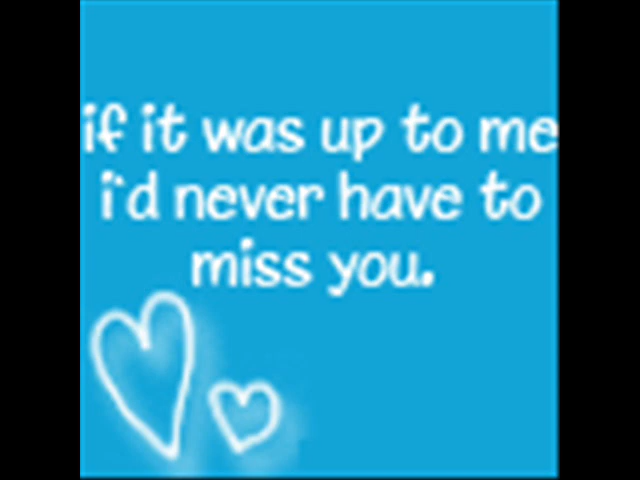 if it was up to me
i'd never have to
miss you.